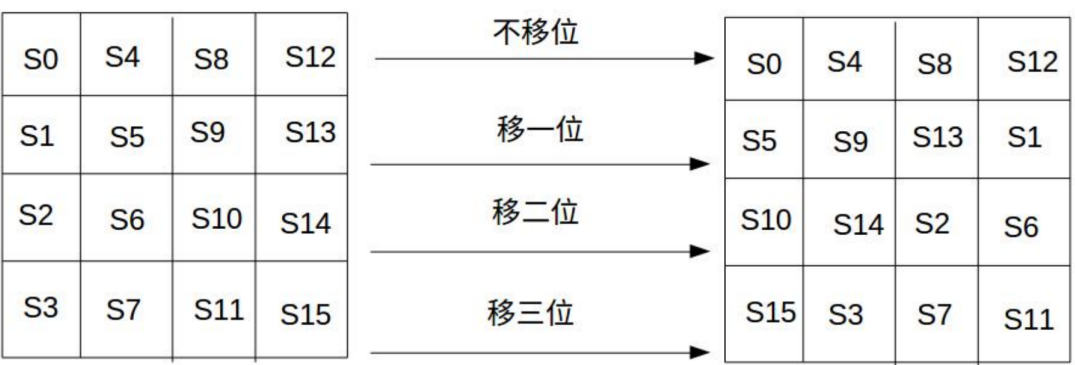 S0 S4 S8 S12 不移位 S0 S4 S8 S12
S1 S5 S9 S13 移一位 S5 S9 S13 S1
S2 S6 S10 S14 移二位 S10 S14 S2 S6
S3 S7 S11 S15 移三位 S15 S3 S7 S11